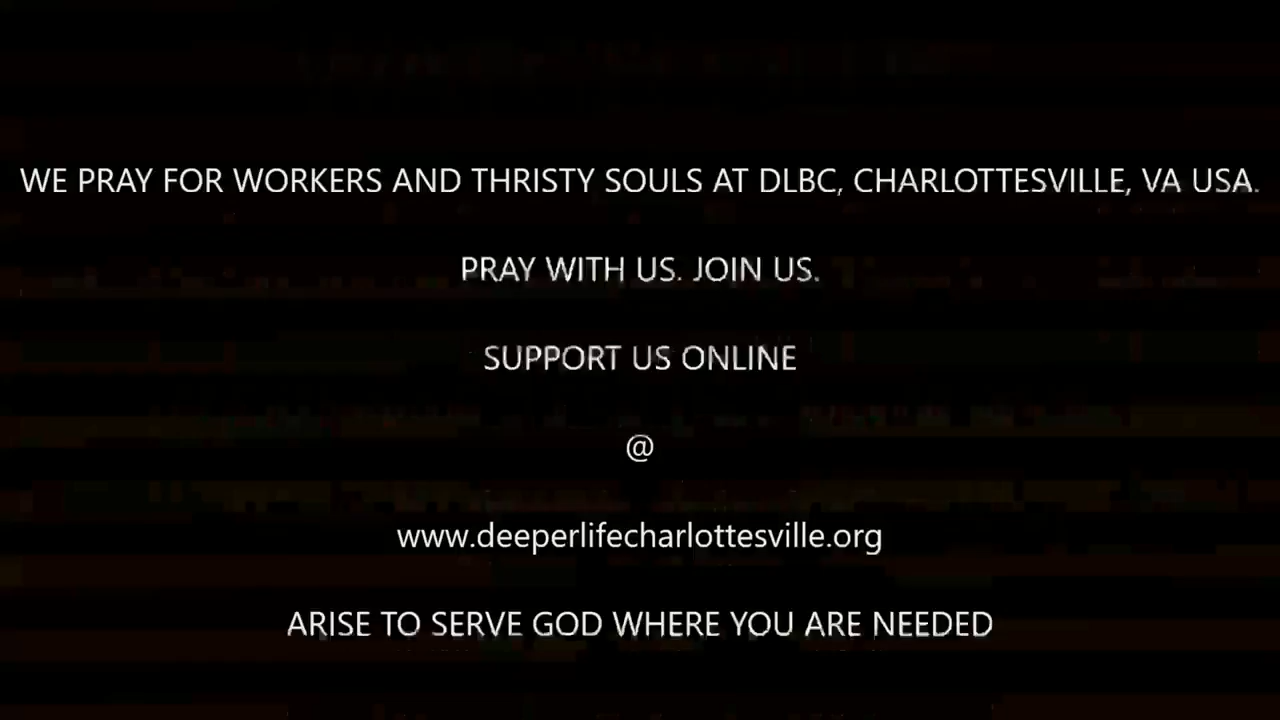 WE PRAY FOR WORKERS AND THRISTY SOULS AT DLBC, CHARLOTTESVILLE, VA USA.
PRAY WITH US. JOIN US.
SUPPORT US ONLINE
@
www.deeperlifecharlottesville.org
ARISE TO SERVE GOD WHERE YOU ARE NEEDED